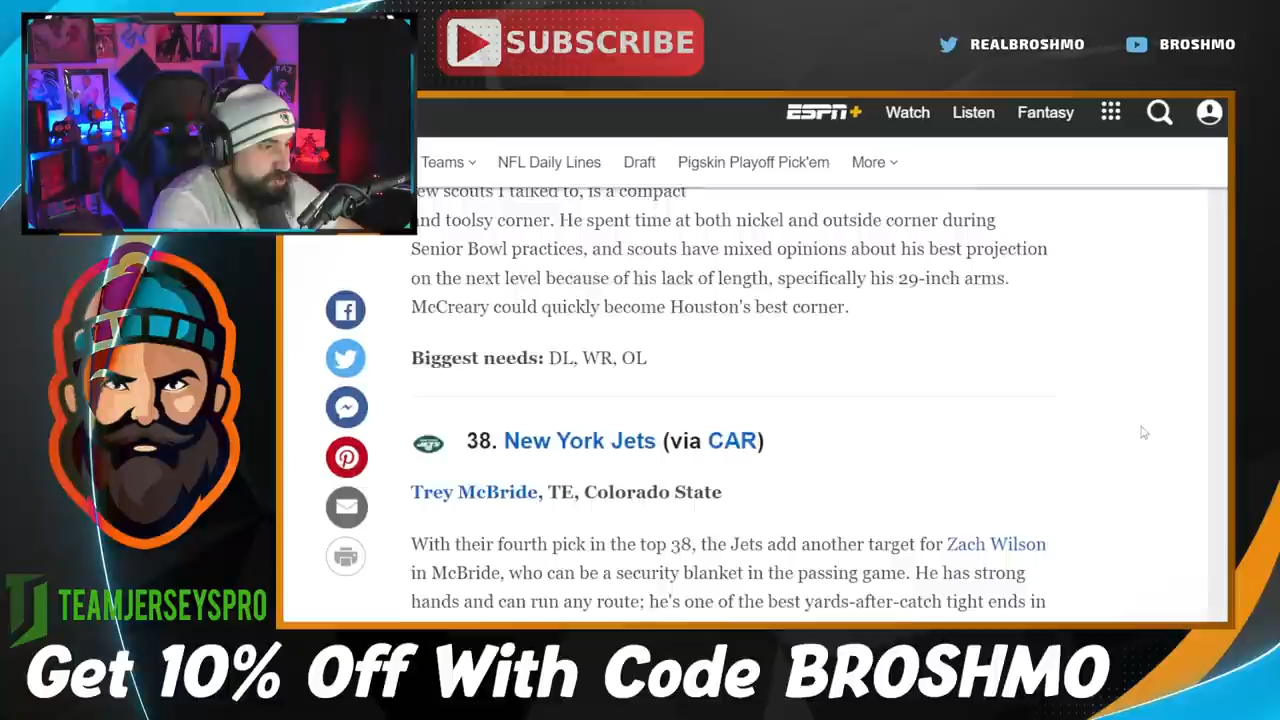 SUBSCRIBE
REALBROSHMO
BROSHMO
ESPN+ Watch Listen Fantasy
Teams NFL Daily Lines Draft Pigskin Playoff Pick'em More
scouts I talked to, is a compact
and toolsy corner. He spent time at both nickel and outside corner during
Senior Bowl practices, and scouts have mixed opinions about his best projection
on the next level because of his lack of length, specifically his 29-inch arms.
McCreary could quickly become Houston's best corner.
Biggest needs: DL, WR, OL
JETS
38. New York Jets (via CAR)
Trey McBride, TE, Colorado State
With their fourth pick in the top 38, the Jets add another target for Zach Wilson
in McBride, who can be a security blanket in the passing game. He has strong
hands and can run any route; he's one of the best yards-after-catch tight ends in
TJ TEAMJERSEYSPRO
Get 10% Off With Code BROSHMO